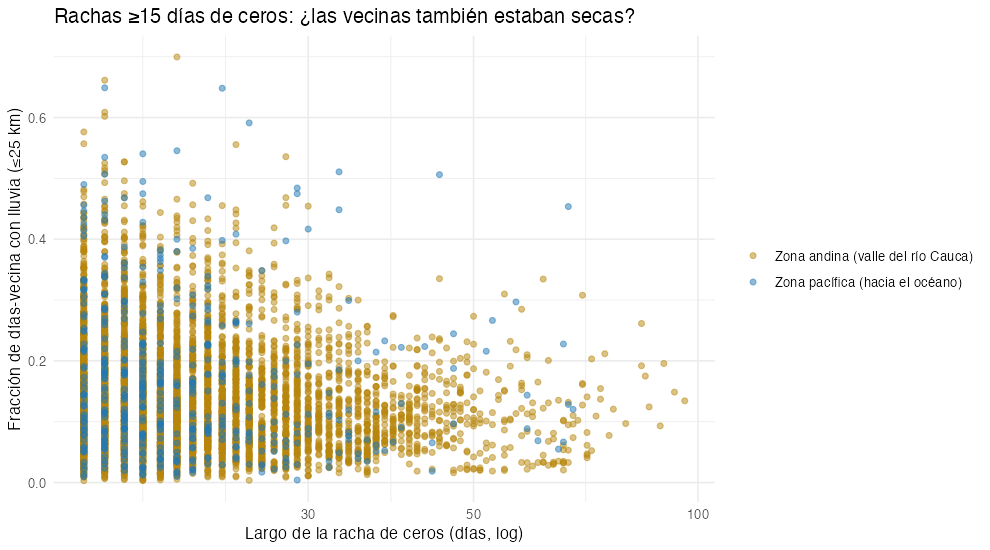 Rachas ≥15 días de ceros: ¿las vecinas también estaban secas?
Fracción de días-vecina con lluvia (≤25 km)
0.6
0.4
0.2
0.0
30
50
100
Largo de la racha de ceros (días, log)
Zona andina (valle del río Cauca)
Zona pacífica (hacia el océano)